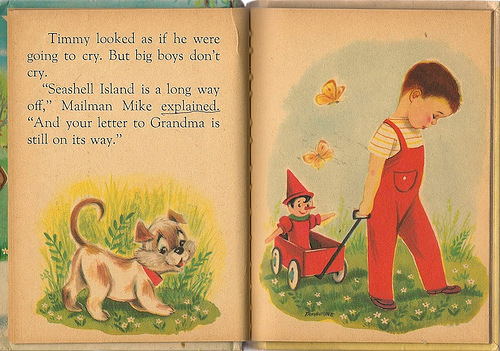 Timmy looked as if he were
going to cry. But big boys don't
cry.
"Seashell Island is a long way
off," Mailman Mike explained.
"And your letter to Grandma is
still on its way."